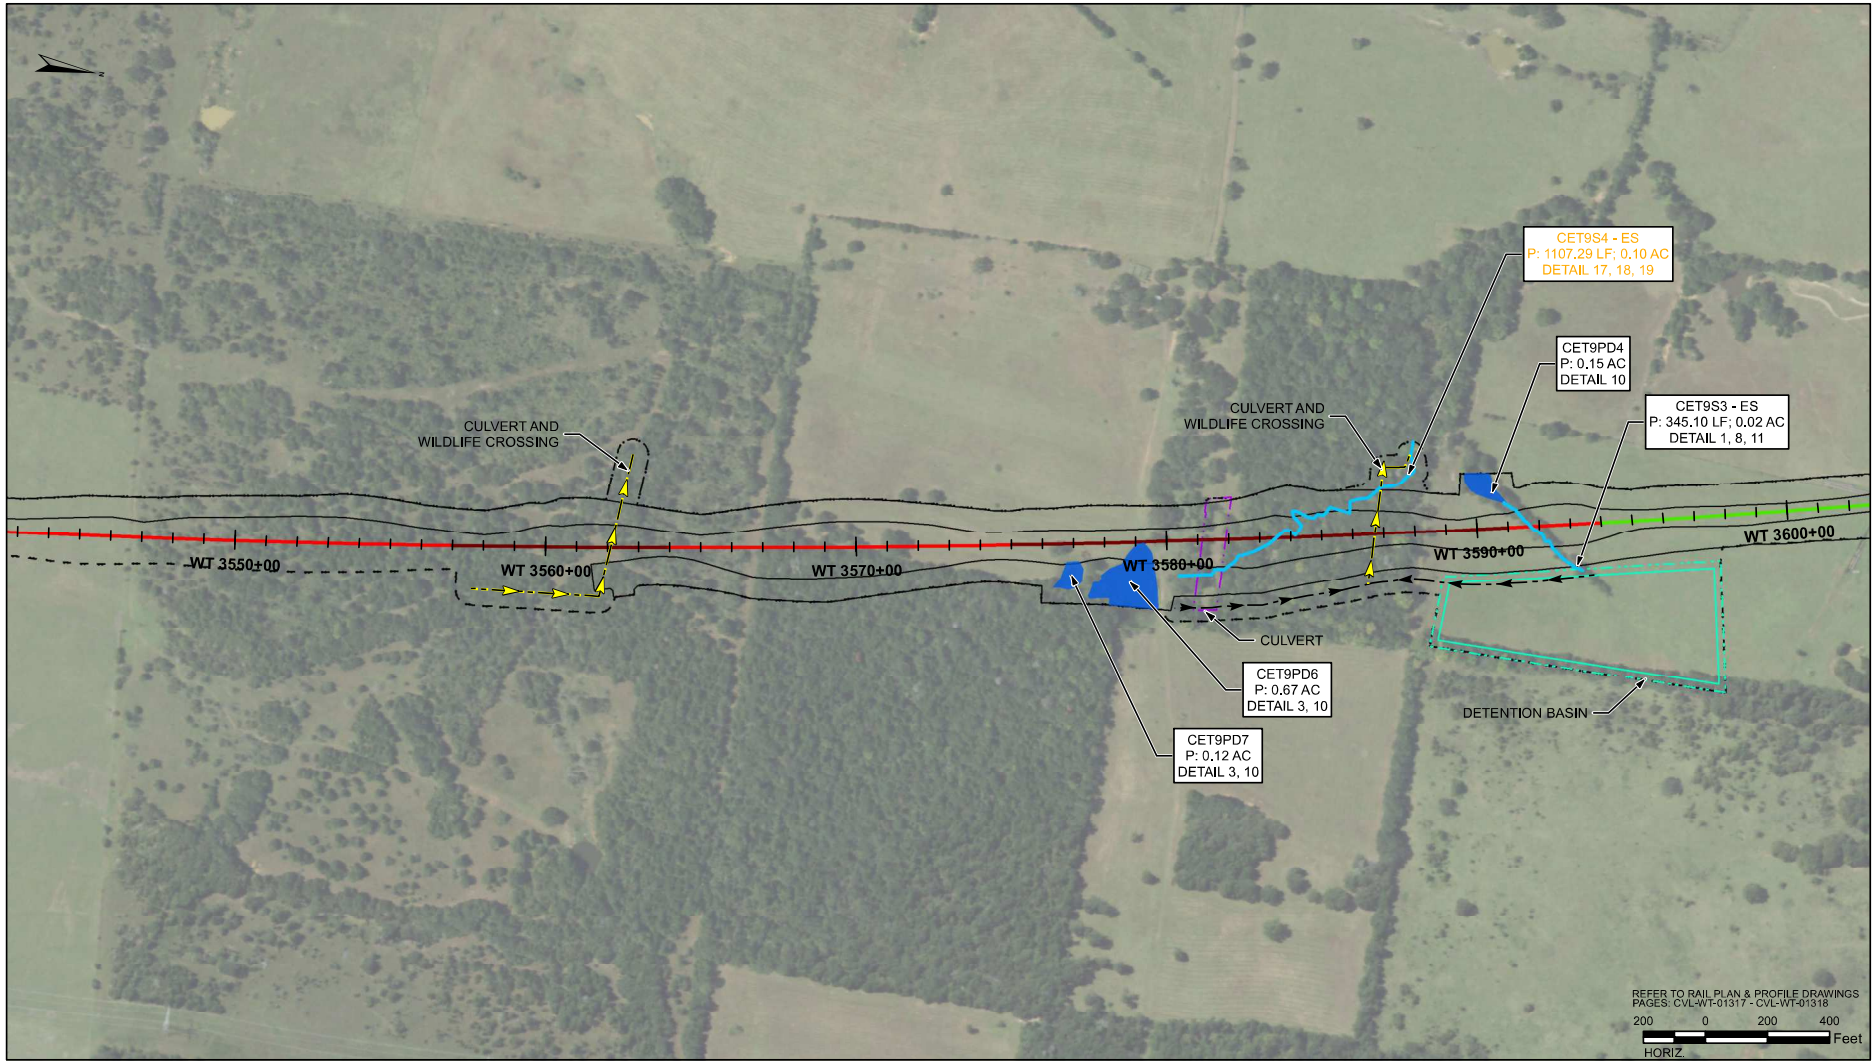 N
CET9S4 - ES
P: 1107.29 LF; 0.10 AC
DETAIL 17, 18, 19
CET9PD4
P: 0.15 AC
DETAIL 10
CET9S3 - ES
P: 345.10 LF; 0.02 AC
DETAIL 1, 8, 11
CULVERT AND
WILDLIFE CROSSING
CULVERT AND
WILDLIFE CROSSING
WT 3550+00
WT 3560+00
WT 3570+00
WT 3580+00
WT 3590+00
WT 3600+00
CULVERT
CET9PD6
P: 0.67 AC
DETAIL 3, 10
DETENTION BASIN
CET9PD7
P: 0.12 AC
DETAIL 3, 10
REFER TO RAIL PLAN & PROFILE DRAWINGS
PAGES: CVL-WT-01317 - CVL-WT-01318
200 0 200 400
Feet
HORIZ.